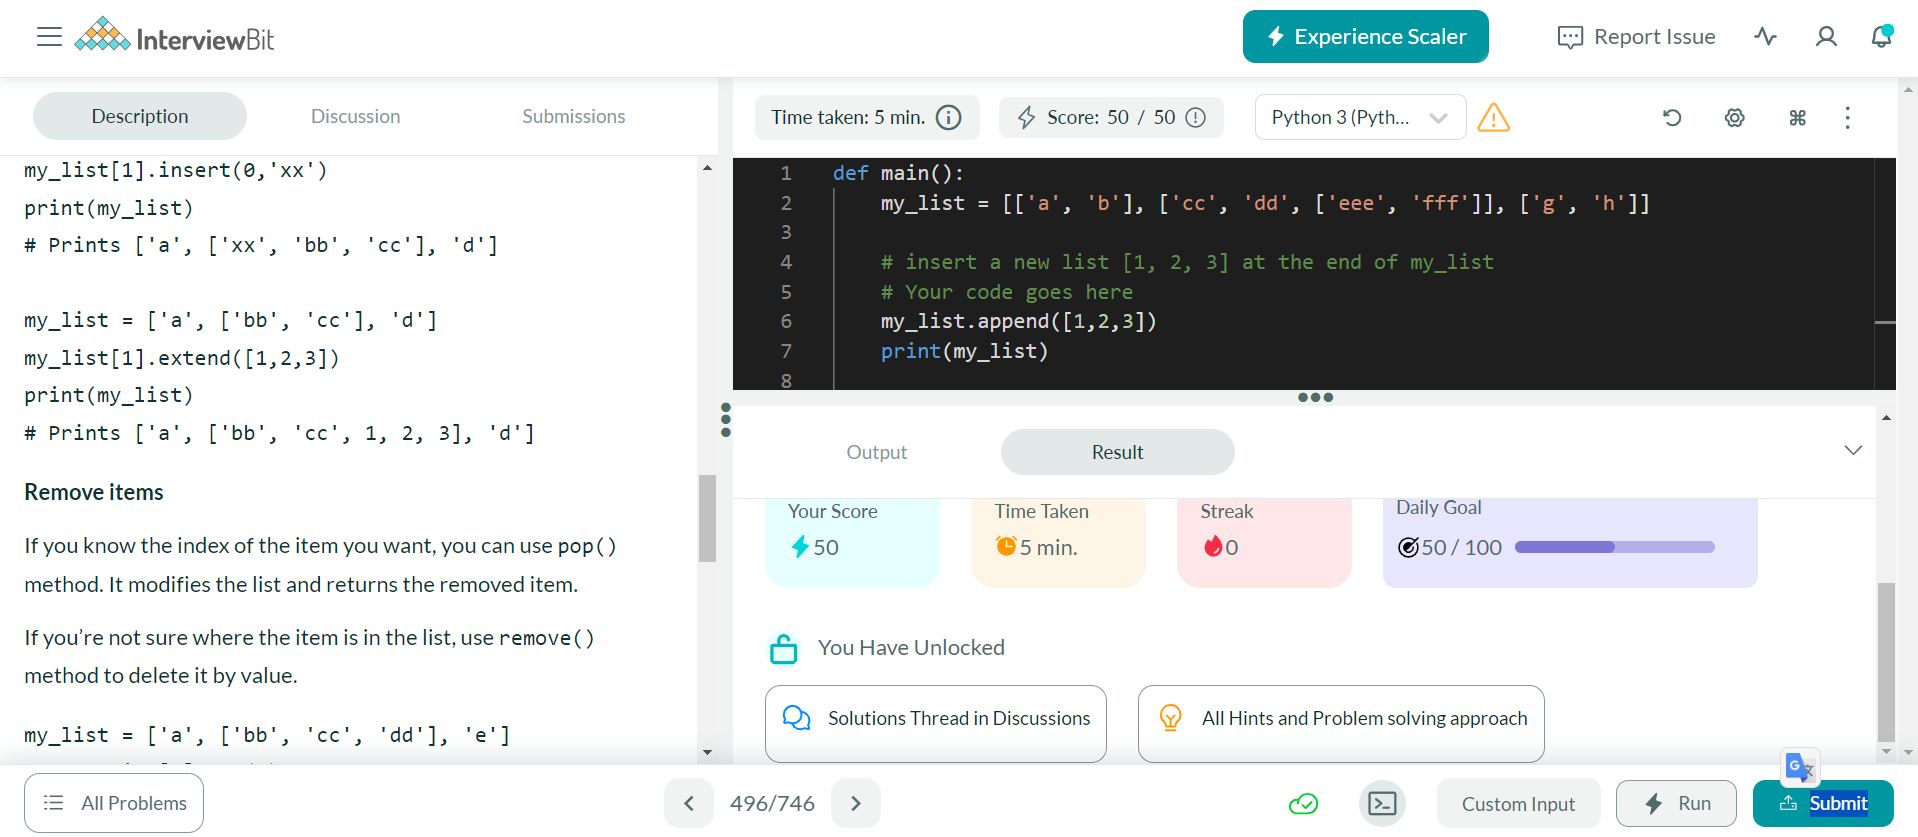 InterviewBit
Experience Scaler
Report Issue
Description
Discussion
Submissions
my_list[1].insert(0,'xx')
print(my_list)
# Prints ['a', ['xx', 'bb', 'cc'], 'd']
my_list = ['a', ['bb', 'cc'], 'd']
my_list[1].extend([1,2,3])
print(my_list)
# Prints ['a', ['bb', 'cc', 1, 2, 3], 'd']
Remove items
If you know the index of the item you want, you can use pop()
method. It modifies the list and returns the removed item.
If you’re not sure where the item is in the list, use remove()
method to delete it by value.
my_list = ['a', ['bb', 'cc', 'dd'], 'e']
Time taken: 5 min.
Score: 50 / 50
Python 3 (Pyth...
1 def main():
2 my_list = [['a', 'b'], ['cc', 'dd', ['eee', 'fff']], ['g', 'h']]
3
4 # insert a new list [1, 2, 3] at the end of my_list
5 # Your code goes here
6 my_list.append([1,2,3])
7 print(my_list)
8
Output
Result
Your Score
50
Time Taken
5 min.
Streak
0
Daily Goal
50 / 100
You Have Unlocked
Solutions Thread in Discussions
All Hints and Problem solving approach
All Problems
496/746
Custom Input
Run
Submit